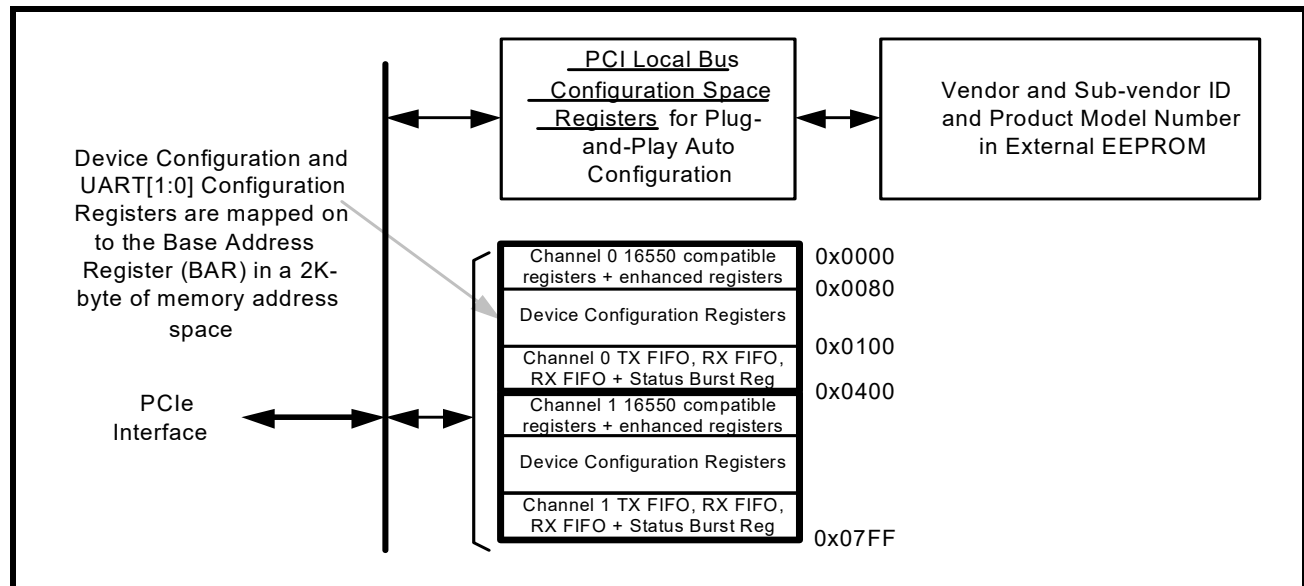 PCI Local Bus
Configuration Space
Registers for Plug-
and-Play Auto
Configuration
Vendor and Sub-vendor ID
and Product Model Number
in External EEPROM
Device Configuration and
UART[1:0] Configuration
Registers are mapped on
to the Base Address
Register (BAR) in a 2K-
byte of memory address
space
PCIe
Interface
Channel 0 16550 compatible
registers + enhanced registers
Device Configuration Registers
Channel 0 TX FIFO, RX FIFO,
RX FIFO + Status Burst Reg
Channel 1 16550 compatible
registers + enhanced registers
Device Configuration Registers
Channel 1 TX FIFO, RX FIFO,
RX FIFO + Status Burst Reg
0x0000
0x0080
0x0100
0x0400
0x07FF